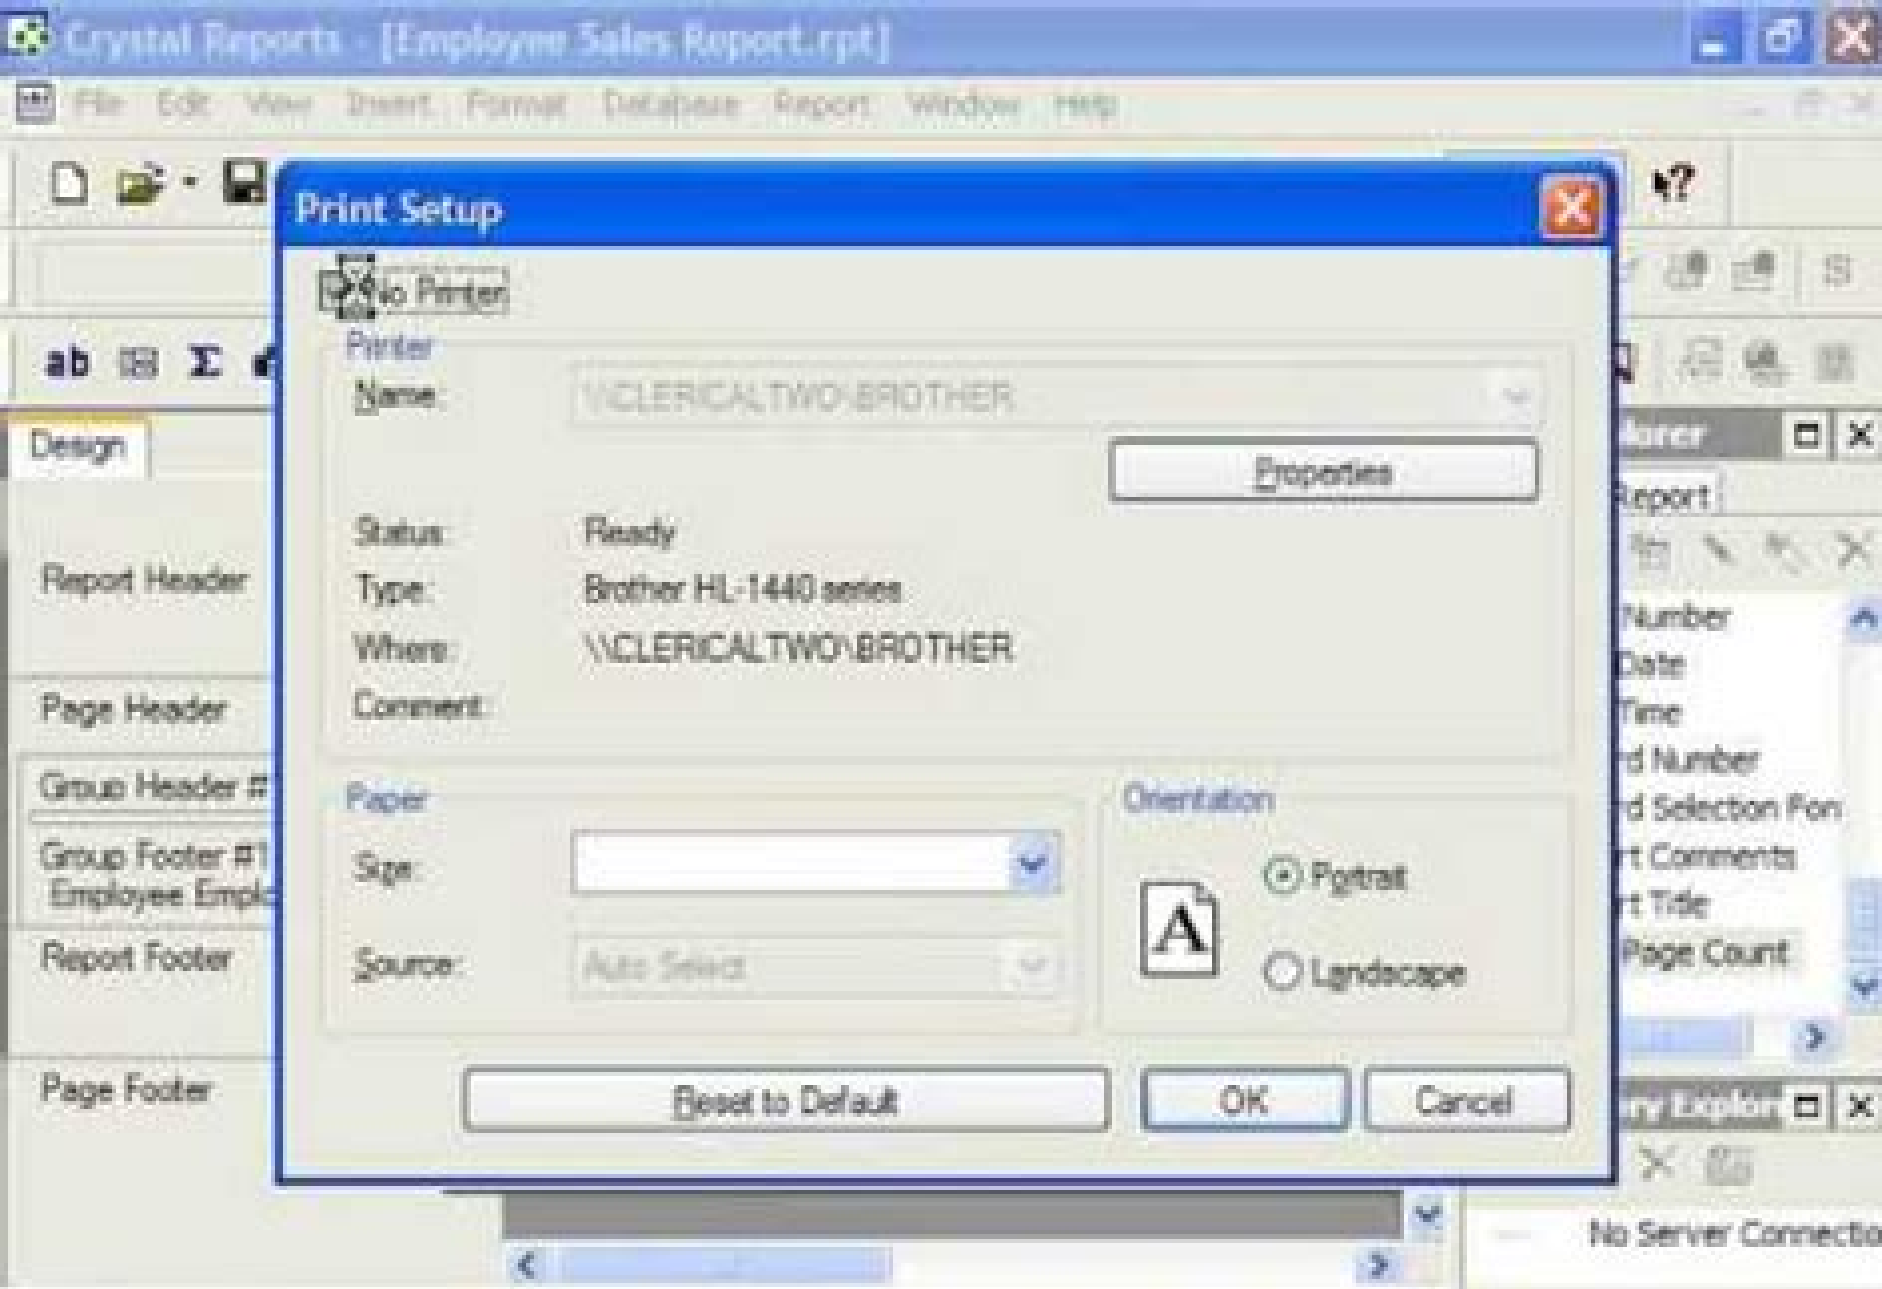 Crystal Reports - [Employee Sales Report.rpt]
File Edit View Insert Format Database Report Window Help
Print Setup
No Printer
Printer
Name: \\CLERICALTWO\BROTHER
Properties
Status: Ready
Type: Brother HL-1440 series
Where: \\CLERICALTWO\BROTHER
Comment:
Paper
Size:
Source: Auto Select
Orientation
A
Portrait
Landscape
Reset to Default
OK
Cancel
ab
Σ
Design
Report Header
Page Header
Group Header #
Group Footer #1
Employee Emplo
Report Footer
Page Footer
?
S
lorer
Report
Number
Date
Time
rd Number
rd Selection Forr
rt Comments
rt Title
Page Count
No Server Connectio